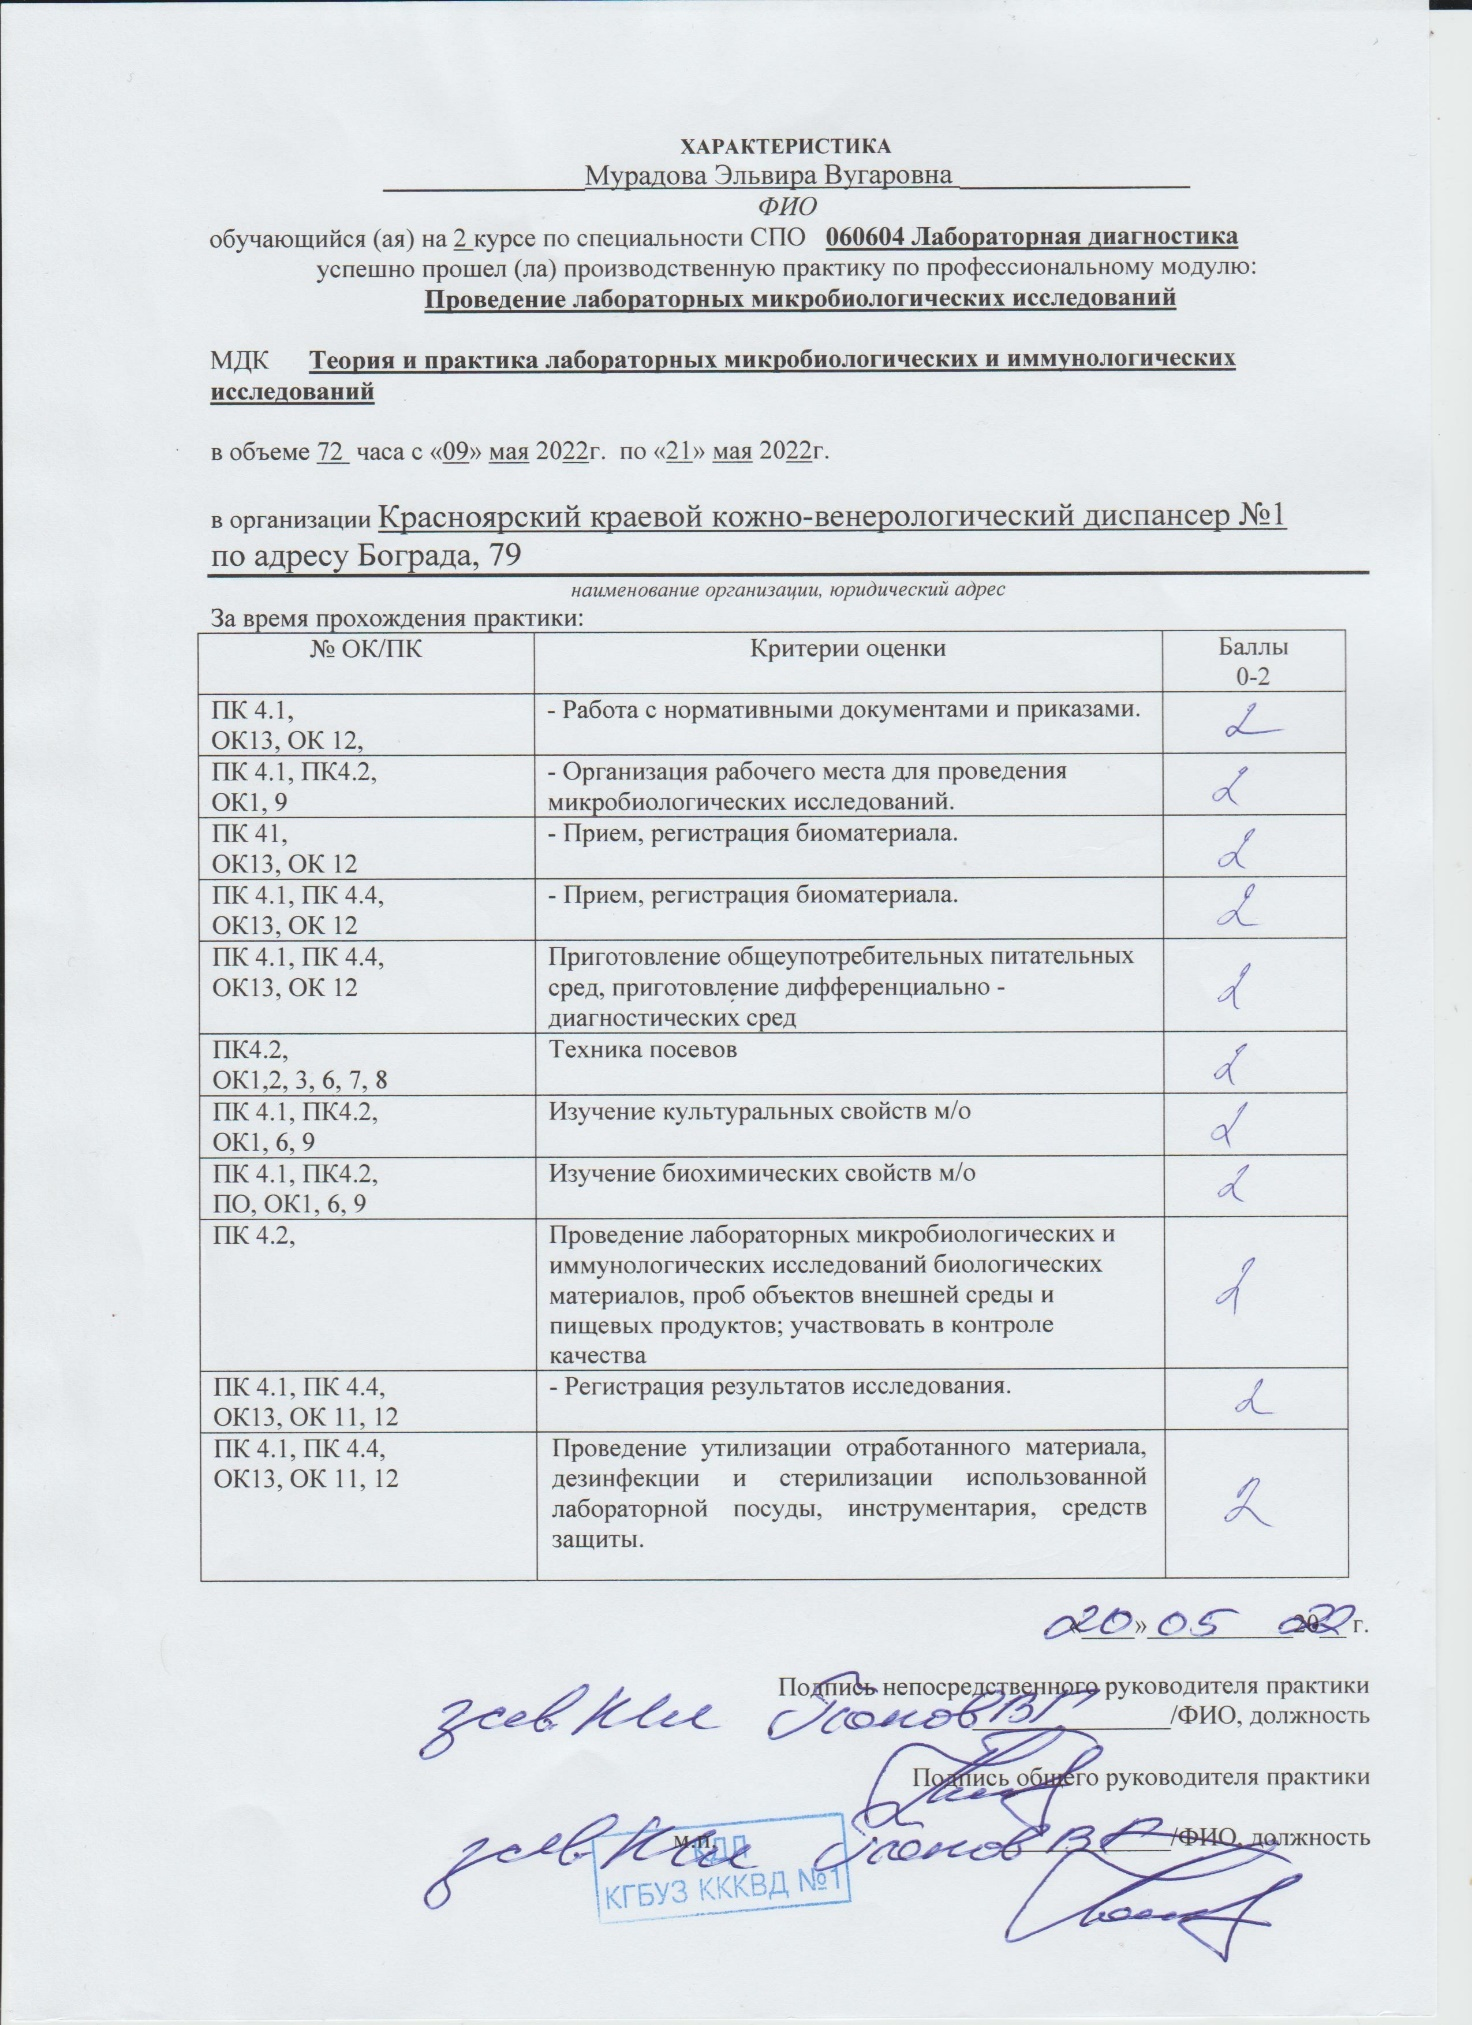 ХАРАКТЕРИСТИКА
Мурадова Эльвира Вугаровна
ФИО
обучающийся (ая) на 2 курсе по специальности СПО 060604 Лабораторная диагностика
успешно прошел (ла) производственную практику по профессиональному модулю:
Проведение лабораторных микробиологических исследований
МДК Теория и практика лабораторных микробиологических и иммунологических
исследований
в объеме 72 часа с «09» мая 2022г. по «21» мая 2022г.
в организации Красноярский краевой кожно-венерологический диспансер №1
по адресу Бограда, 79
наименование организации, юридический адрес
За время прохождения практики:
№ ОК/ПК Критерии оценки Баллы
0-2
ПК 4.1, - Работа с нормативными документами и приказами. 2
ОК13, ОК 12,
ПК 4.1, ПК4.2, - Организация рабочего места для проведения 2
ОК1, 9 микробиологических исследований.
ПК 41, - Прием, регистрация биоматериала. 2
ОК13, ОК 12
ПК 4.1, ПК 4.4, - Прием, регистрация биоматериала. 2
ОК13, ОК 12
ПК 4.1, ПК 4.4, Приготовление общеупотребительных питательных
ОК13, ОК 12 сред, приготовление дифференциально - 2
диагностических сред
ПК4.2, Техника посевов 2
ОК1,2, 3, 6, 7, 8
ПК 4.1, ПК4.2, Изучение культуральных свойств м/о 2
ОК1, 6, 9
ПК 4.1, ПК4.2, Изучение биохимических свойств м/о 2
ПО, ОК1, 6, 9
ПК 4.2, Проведение лабораторных микробиологических и
иммунологических исследований биологических
материалов, проб объектов внешней среды и 2
пищевых продуктов; участвовать в контроле
качества
ПК 4.1, ПК 4.4, - Регистрация результатов исследования. 2
ОК13, ОК 11, 12
ПК 4.1, ПК 4.4, Проведение утилизации отработанного материала,
ОК13, ОК 11, 12 дезинфекции и стерилизации использованной
лабораторной посуды, инструментария, средств 2
защиты.
«20» 05 2022 г.
Подпись непосредственного руководителя практики
/ФИО, должность
Подпись общего руководителя практики
м.п. /ФИО, должность
КДЛ
КГБУЗ КККВД №1